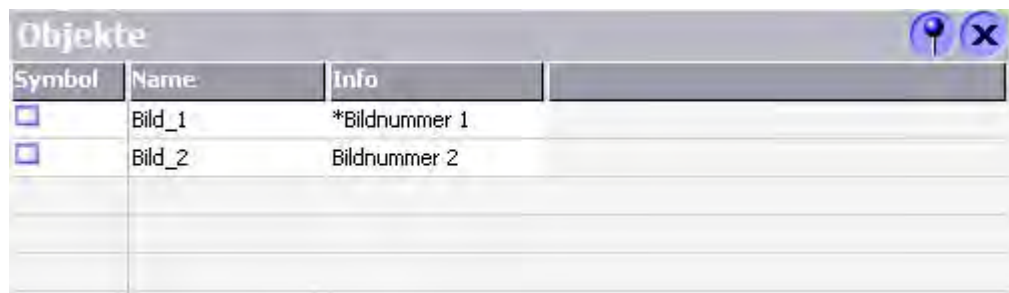 Objekte
Symbol Name Info
Bild_1 *Bildnummer 1
Bild_2 Bildnummer 2